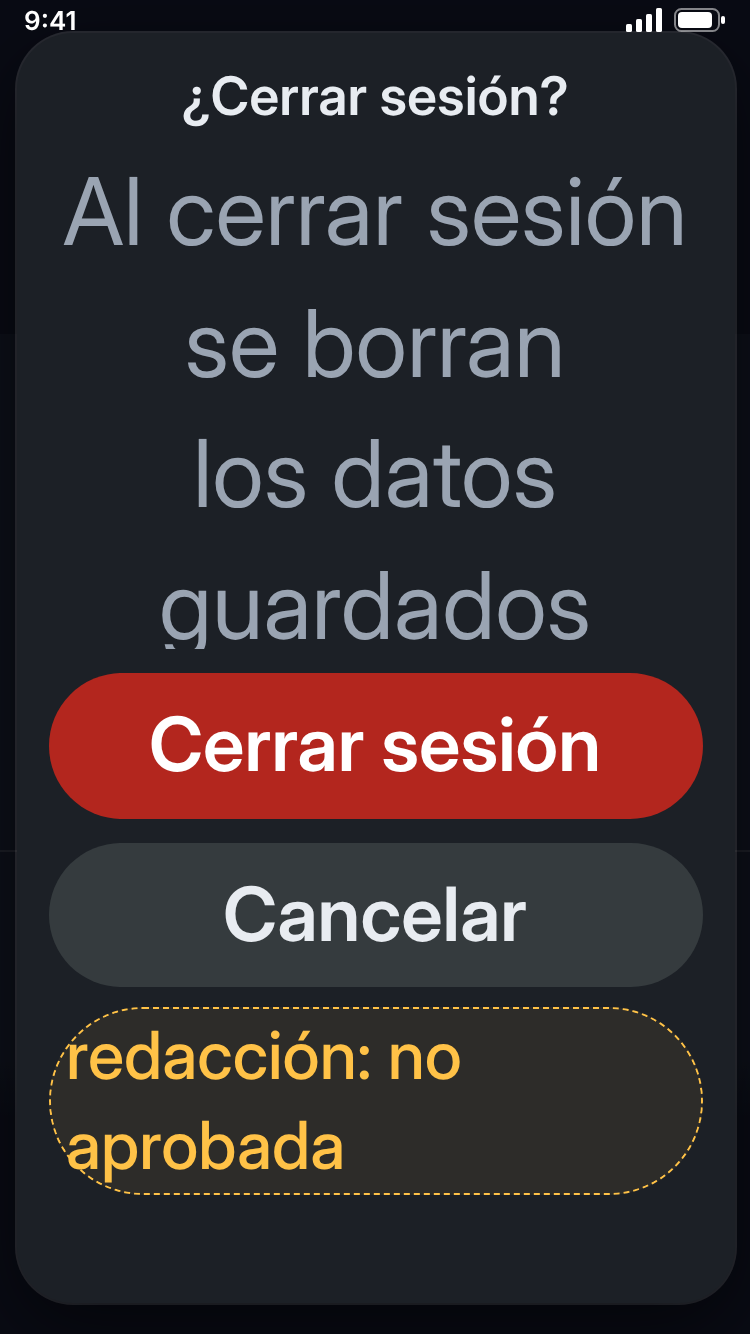 9:41
¿Cerrar sesión?
Al cerrar sesión
se borran
los datos
guardados
Cerrar sesión
Cancelar
redacción: no
aprobada